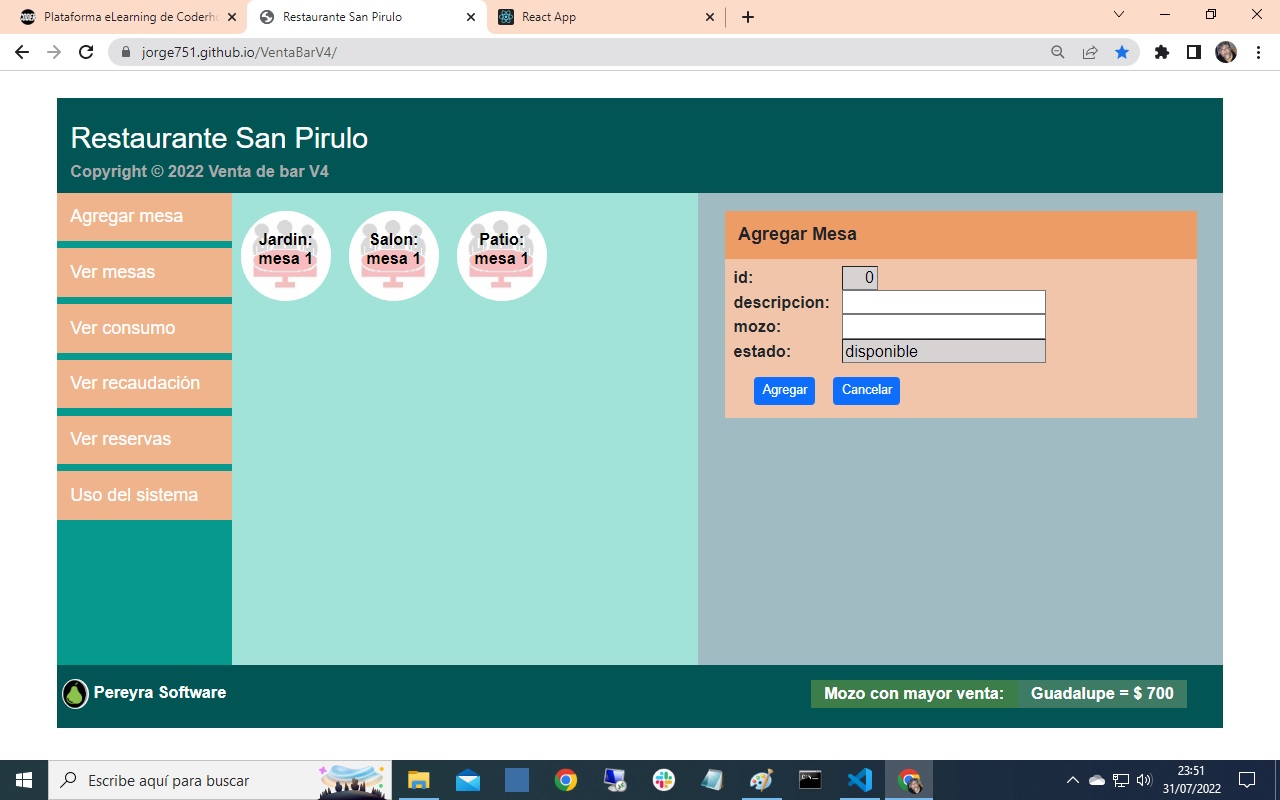 Plataforma eLearning de Coderh
Restaurante San Pirulo
React App
jorge751.github.io/VentaBarV4/
Restaurante San Pirulo
Copyright © 2022 Venta de bar V4
Agregar mesa
Ver mesas
Ver consumo
Ver recaudación
Ver reservas
Uso del sistema
Jardin:
mesa 1
Salon:
mesa 1
Patio:
mesa 1
Agregar Mesa
id: 0
descripcion:
mozo:
estado: disponible
Agregar Cancelar
Pereyra Software
Mozo con mayor venta: Guadalupe = $ 700
Escribe aquí para buscar
23:51
31/07/2022